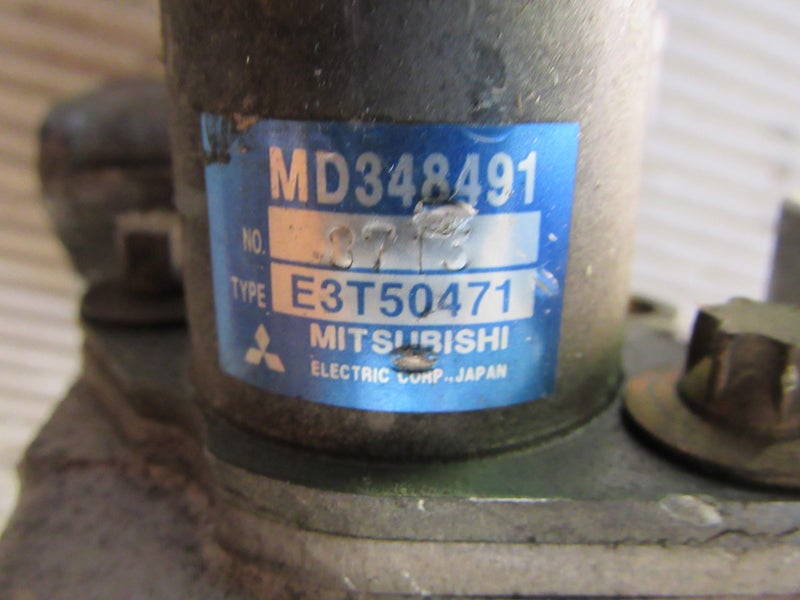 MD348491
NO.
TYPE E3T50471
MITSUBISHI
ELECTRIC CORP., JAPAN